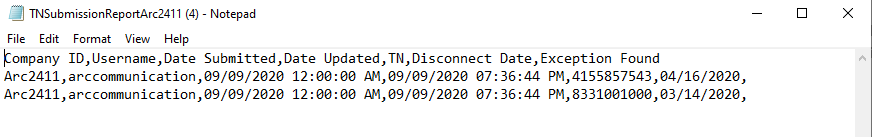 TNSubmissionReportArc2411 (4) - Notepad
File Edit Format View Help
Company ID,Username,Date Submitted,Date Updated,TN,Disconnect Date,Exception Found
Arc2411,arccommunication,09/09/2020 12:00:00 AM,09/09/2020 07:36:44 PM,4155857543,04/16/2020,
Arc2411,arccommunication,09/09/2020 12:00:00 AM,09/09/2020 07:36:44 PM,8331001000,03/14/2020,